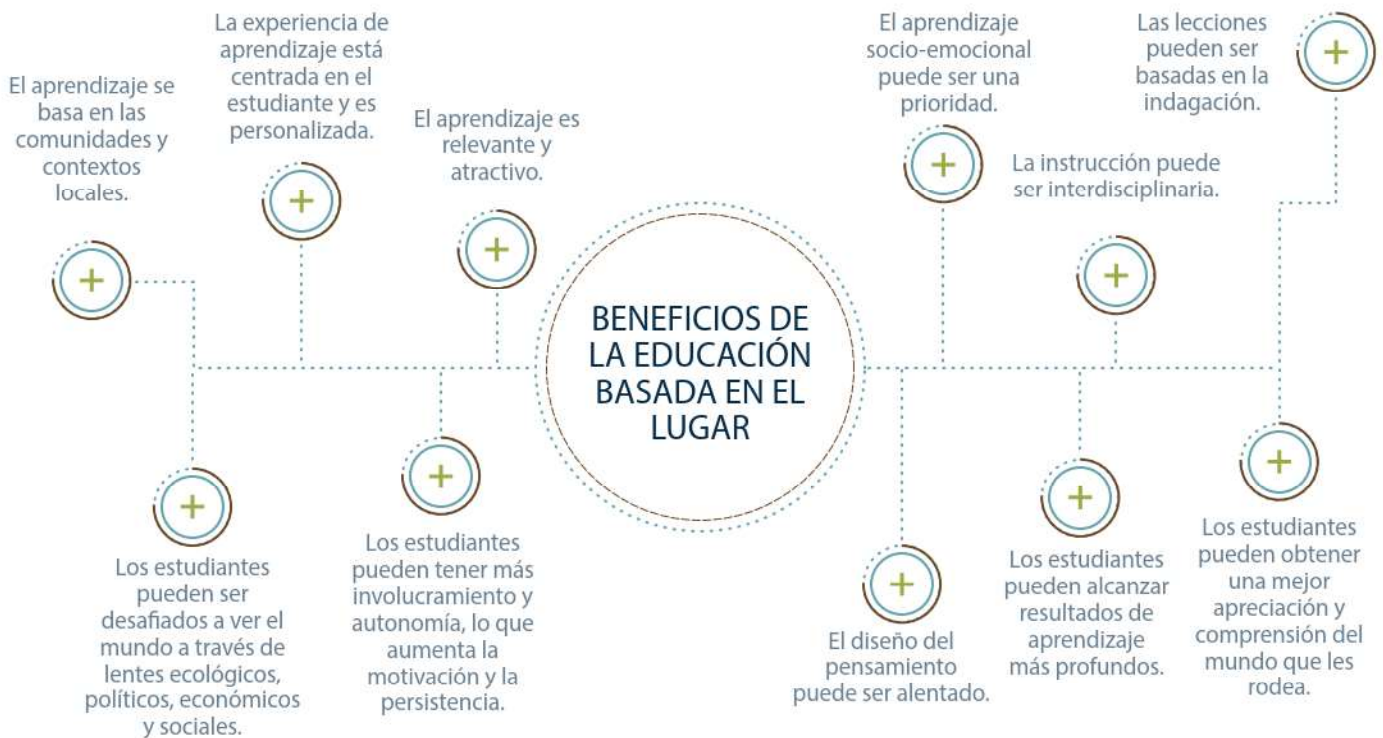 El aprendizaje se
basa en las
comunidades y
contextos
locales.
La experiencia de
aprendizaje está
centrada en el
estudiante y es
personalizada.
El aprendizaje es
relevante y
atractivo.
El aprendizaje
socio-emocional
puede ser una
prioridad.
La instrucción puede
ser interdisciplinaria.
Las lecciones
pueden ser
basadas en la
indagación.
BENEFICIOS DE
LA EDUCACIÓN
BASADA EN EL
LUGAR
Los estudiantes
pueden ser
desafiados a ver el
mundo a través de
lentes ecológicos,
políticos, económicos
y sociales.
Los estudiantes
pueden tener más
involucramiento y
autonomía, lo que
aumenta la
motivación y la
persistencia.
El diseño del
pensamiento
puede ser alentado.
Los estudiantes
pueden alcanzar
resultados de
aprendizaje
más profundos.
Los estudiantes
pueden obtener
una mejor
apreciación y
comprensión del
mundo que les
rodea.